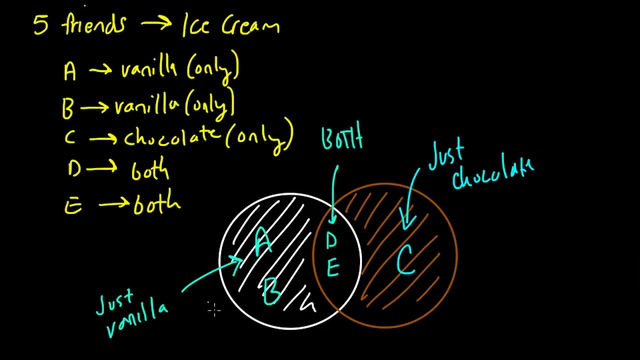 5 friends → Ice Cream
A → vanilla (only)
B → vanilla (only)
C → chocolate (only)
D → both
E → both
BOTH
Just
chocolate
A
B
D
E
C
Just
vanilla